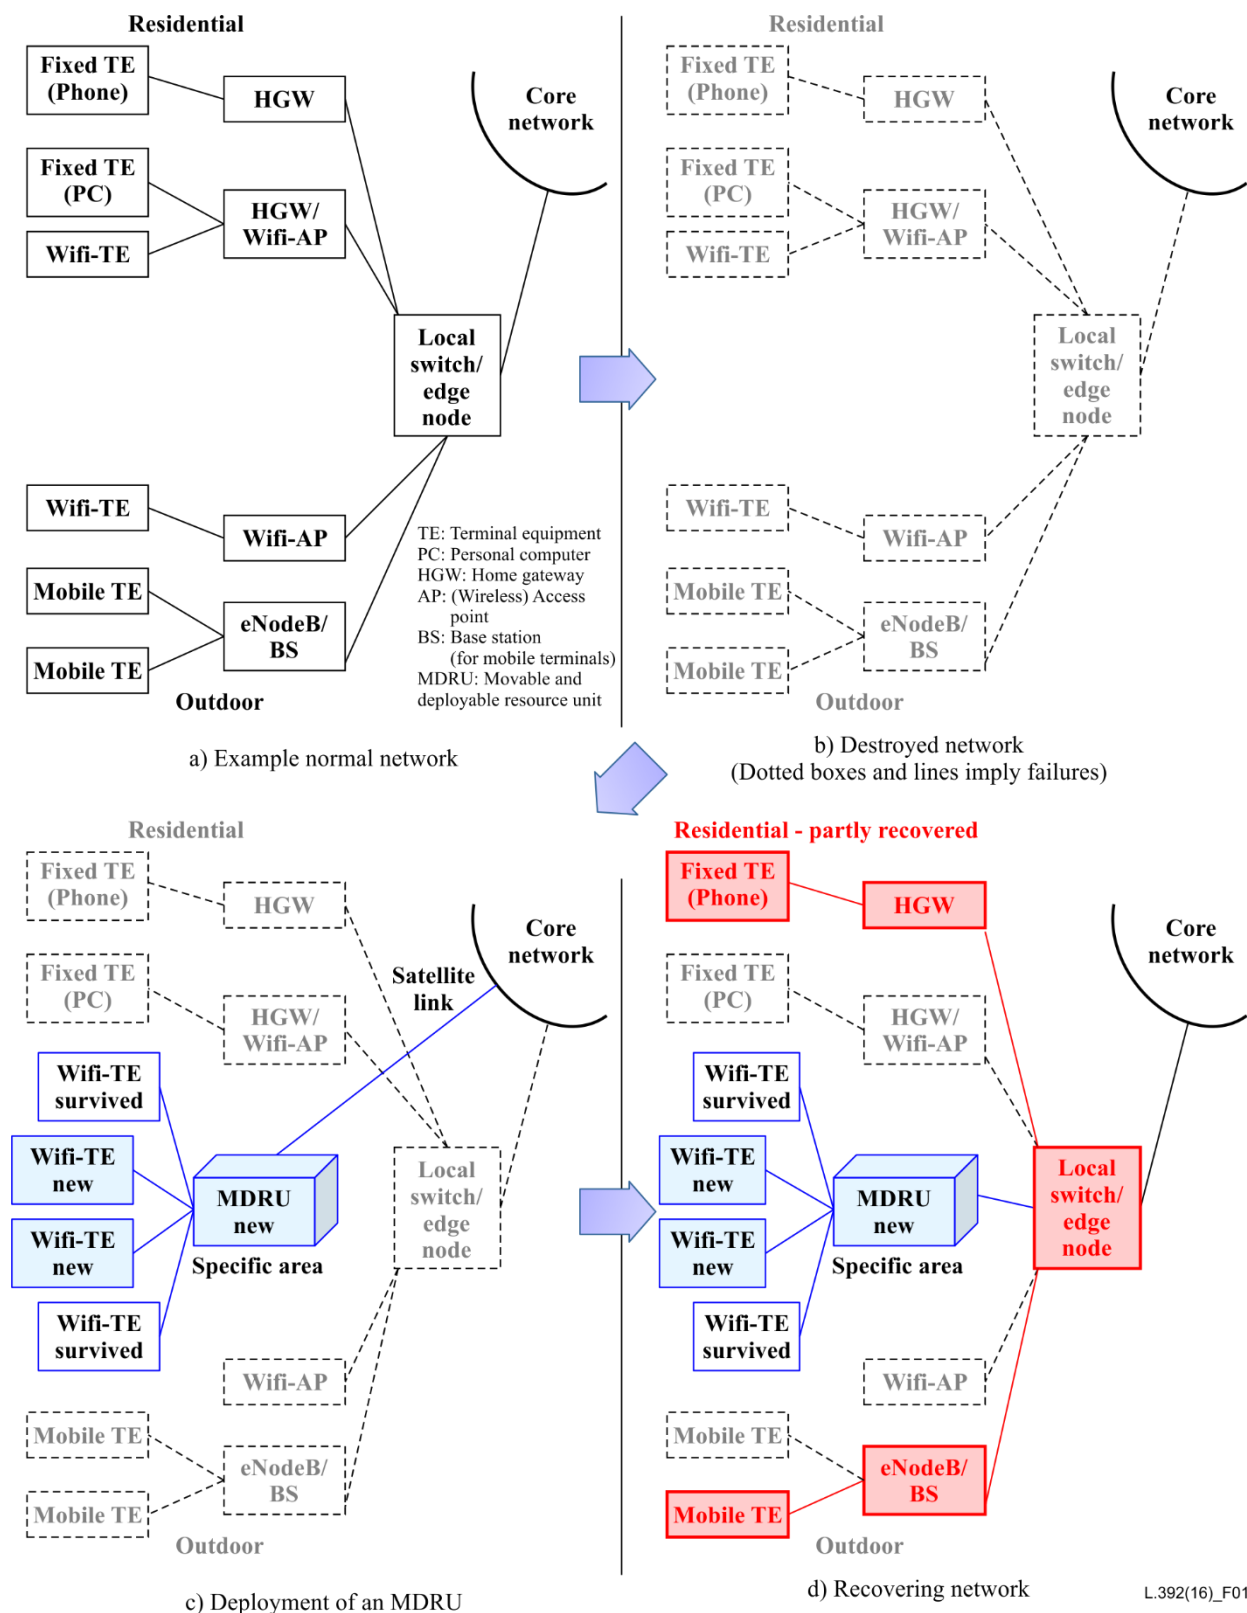 Residential
Fixed TE
(Phone)
HGW
Core
network
Fixed TE
(PC)
HGW/
Wifi-AP
Wifi-TE
Local
switch/
edge
node
Wifi-TE
Wifi-AP
Mobile TE
eNodeB/
BS
Mobile TE
Outdoor
TE: Terminal equipment
PC: Personal computer
HGW: Home gateway
AP: (Wireless) Access
point
BS: Base station
(for mobile terminals)
MDRU: Movable and
deployable resource unit
a) Example normal network
Residential
Fixed TE
(Phone)
HGW
Core
network
Fixed TE
(PC)
HGW/
Wifi-AP
Wifi-TE
Local
switch/
edge
node
Wifi-TE
Wifi-AP
Mobile TE
eNodeB/
BS
Mobile TE
Outdoor
b) Destroyed network
(Dotted boxes and lines imply failures)
Residential
Fixed TE
(Phone)
HGW
Core
network
Fixed TE
(PC)
Satellite
link
HGW/
Wifi-AP
Wifi-TE
survived
Wifi-TE
new
MDRU
new
Local
switch/
edge
node
Wifi-TE
new
Specific area
Wifi-TE
survived
Wifi-AP
Mobile TE
eNodeB/
BS
Mobile TE
Outdoor
c) Deployment of an MDRU
Residential - partly recovered
Fixed TE
(Phone)
HGW
Core
network
Fixed TE
(PC)
HGW/
Wifi-AP
Wifi-TE
survived
Wifi-TE
new
MDRU
new
Local
switch/
edge
node
Wifi-TE
new
Specific area
Wifi-TE
survived
Wifi-AP
Mobile TE
eNodeB/
BS
Mobile TE
Outdoor
d) Recovering network
L.392(16)_F01